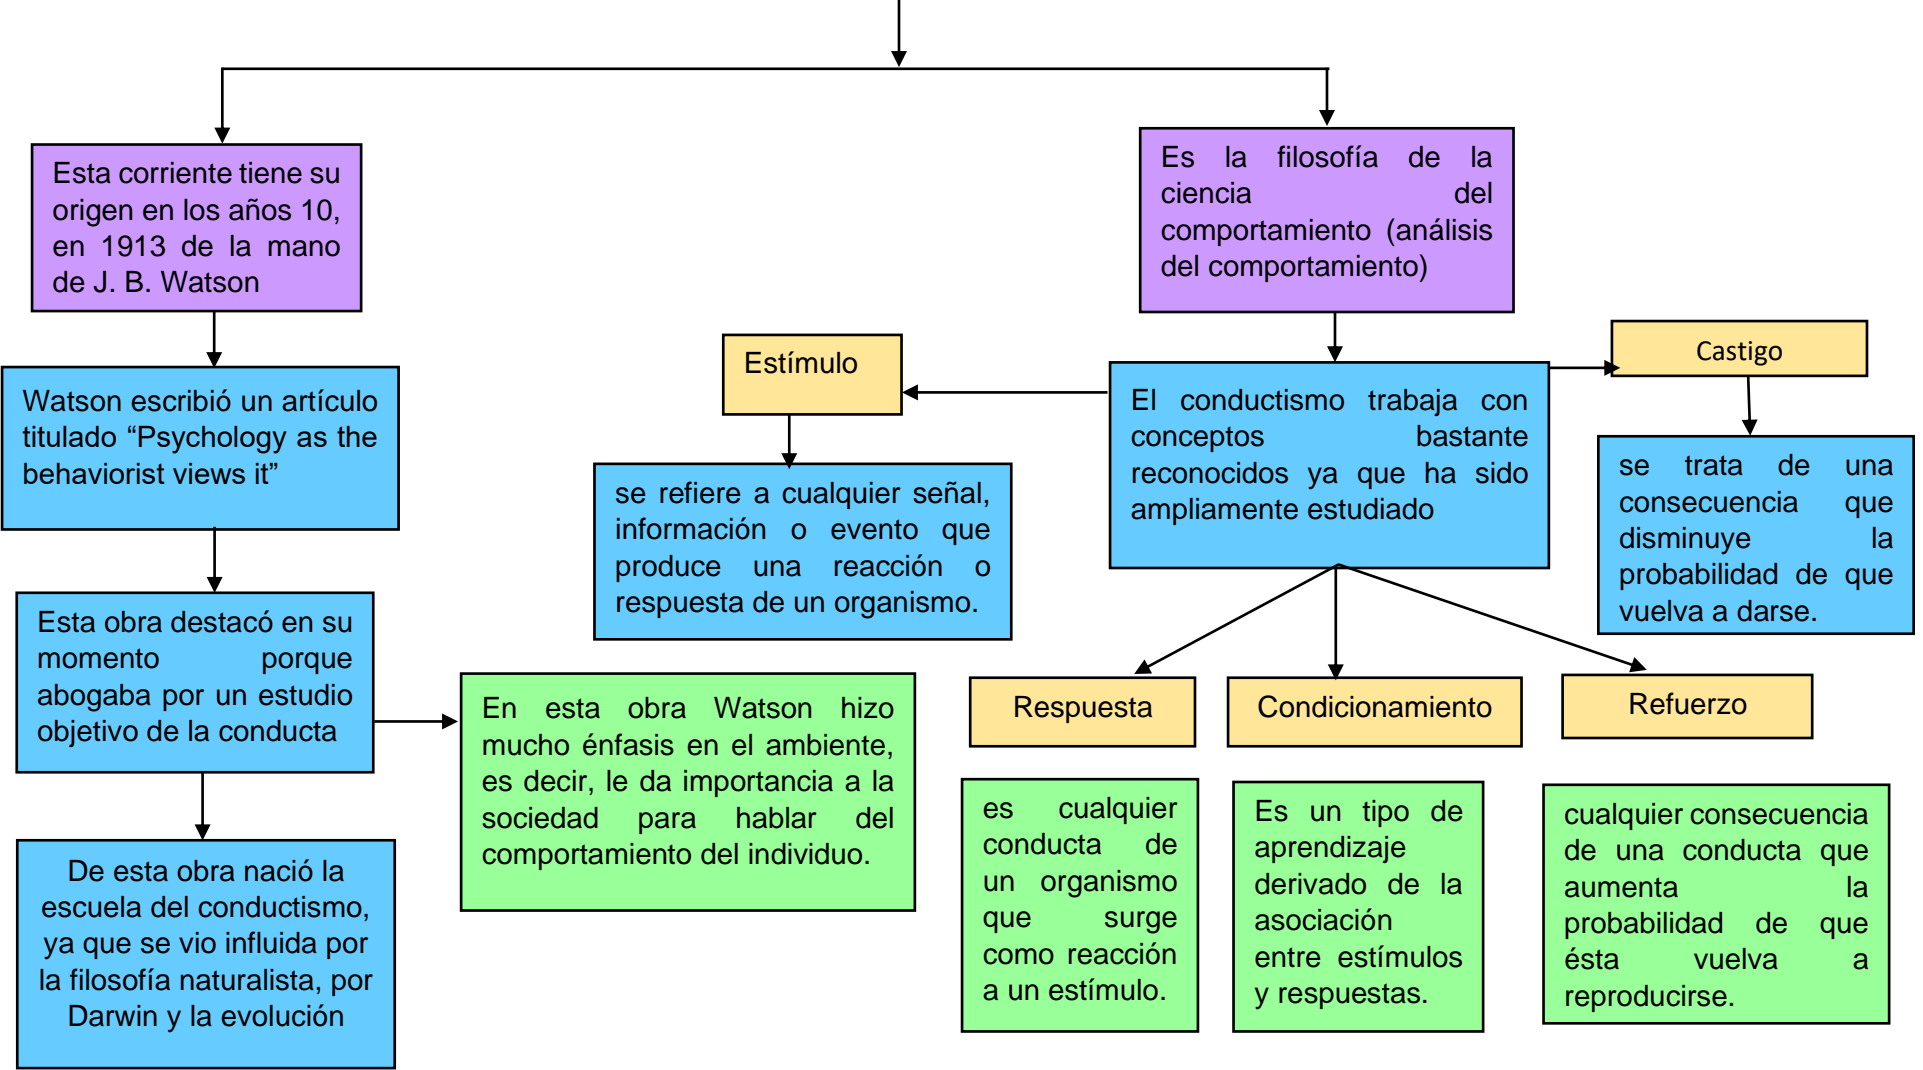 Esta corriente tiene su
origen en los años 10,
en 1913 de la mano
de J. B. Watson
Watson escribió un artículo
titulado “Psychology as the
behaviorist views it”
Esta obra destacó en su
momento porque
abogaba por un estudio
objetivo de la conducta
De esta obra nació la
escuela del conductismo,
ya que se vio influida por
la filosofía naturalista, por
Darwin y la evolución
En esta obra Watson hizo
mucho énfasis en el ambiente,
es decir, le da importancia a la
sociedad para hablar del
comportamiento del individuo.
Es la filosofía de la
ciencia del
comportamiento (análisis
del comportamiento)
El conductismo trabaja con
conceptos bastante
reconocidos ya que ha sido
ampliamente estudiado
Estímulo
se refiere a cualquier señal,
información o evento que
produce una reacción o
respuesta de un organismo.
Castigo
se trata de una
consecuencia que
disminuye la
probabilidad de que
vuelva a darse.
Respuesta
es cualquier
conducta de
un organismo
que surge
como reacción
a un estímulo.
Condicionamiento
Es un tipo de
aprendizaje
derivado de la
asociación
entre estímulos
y respuestas.
Refuerzo
cualquier consecuencia
de una conducta que
aumenta la
probabilidad de que
ésta vuelva a
reproducirse.